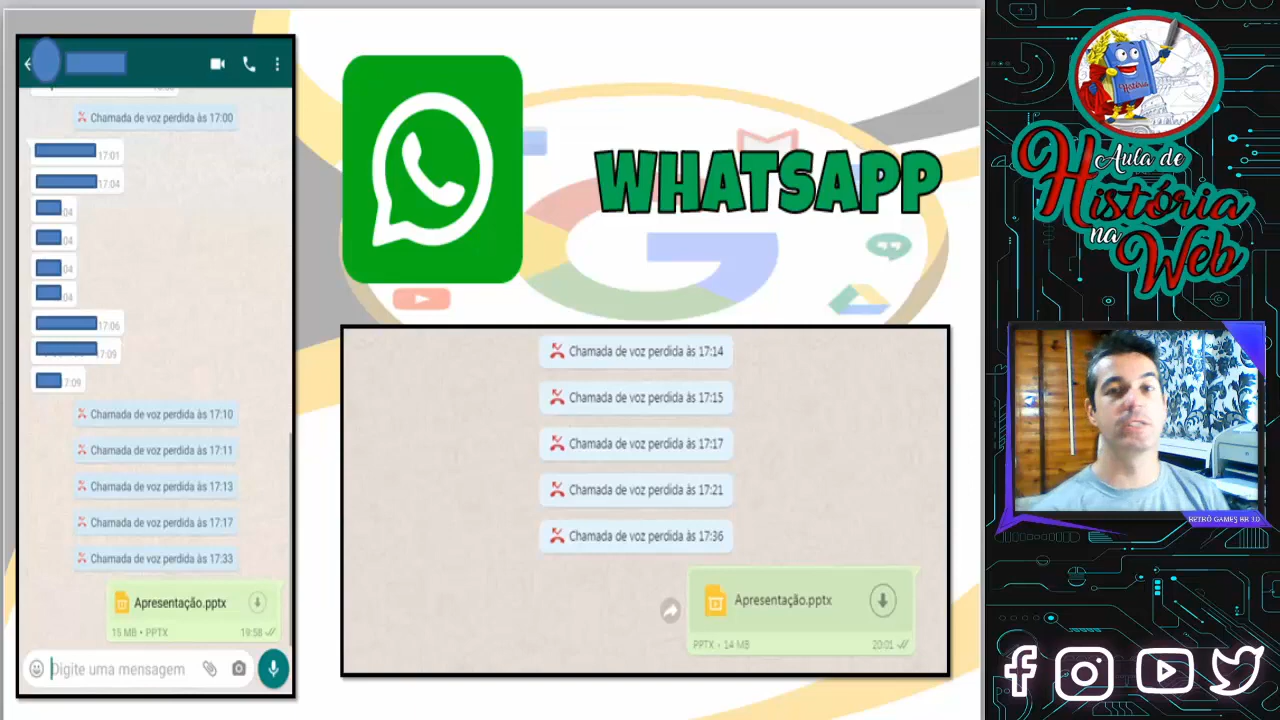 Chamada de voz perdida às 17:00
17:01
17:04
04
04
04
04
17:06
17:09
17:09
Chamada de voz perdida às 17:10
Chamada de voz perdida às 17:11
Chamada de voz perdida às 17:13
Chamada de voz perdida às 17:17
Chamada de voz perdida às 17:33
Apresentação.pptx
15 MB • PPTX 19:58
Digite uma mensagem
WHATSAPP
Chamada de voz perdida às 17:14
Chamada de voz perdida às 17:15
Chamada de voz perdida às 17:17
Chamada de voz perdida às 17:21
Chamada de voz perdida às 17:36
Apresentação.pptx
PPTX • 14 MB 20:01
História
Aula de
História
na
Web
RETRÔ GAMES BR 1.0